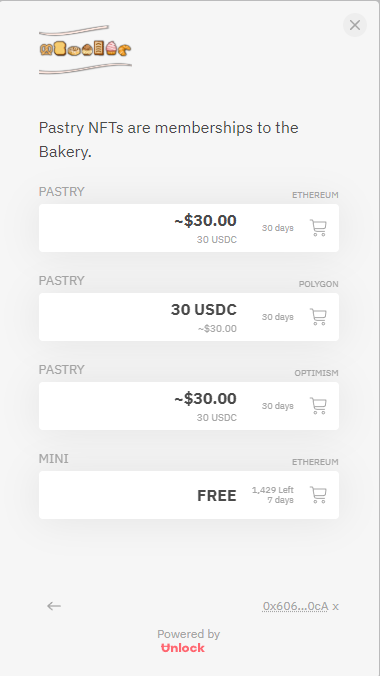 Pastry NFTs are memberships to the
Bakery.
PASTRY ETHEREUM
~$30.00
30 USDC
30 days
PASTRY POLYGON
30 USDC
~$30.00
30 days
PASTRY OPTIMISM
~$30.00
30 USDC
30 days
MINI ETHEREUM
FREE
1,429 Left
7 days
0x606...0cA x
Powered by
Unlock